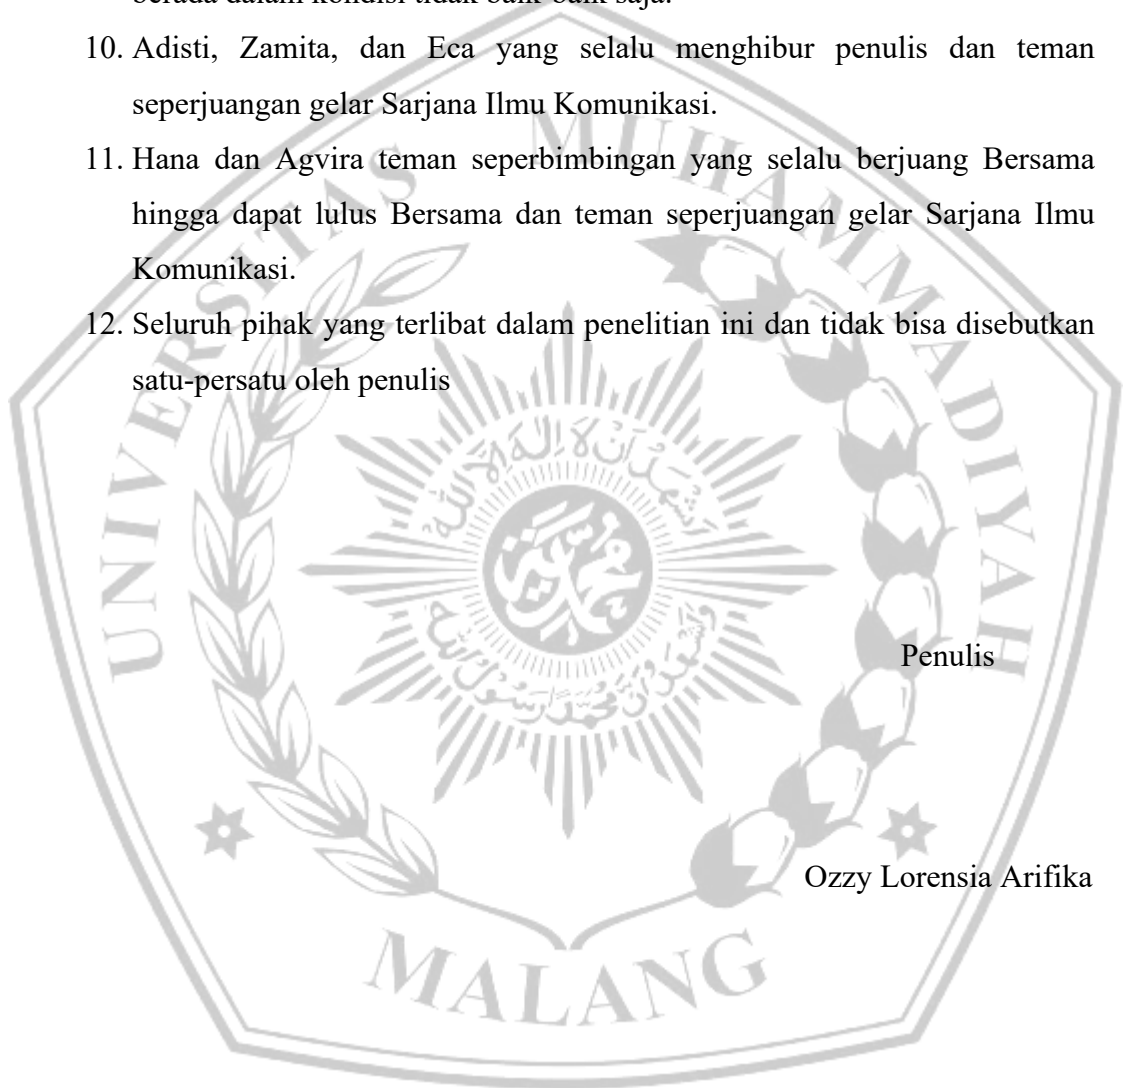 berada dalam kondisi tidak baik-baik saja.
10. Adisti, Zamita, dan Eca yang selalu menghibur penulis dan teman
seperjuangan gelar Sarjana Ilmu Komunikasi.
11. Hana dan Agvira teman seperbimbingan yang selalu berjuang Bersama
hingga dapat lulus Bersama dan teman seperjuangan gelar Sarjana Ilmu
Komunikasi.
12. Seluruh pihak yang terlibat dalam penelitian ini dan tidak bisa disebutkan
satu-persatu oleh penulis
Penulis
Ozzy Lorensia Arifika
UNIVERSITAS MUHAMMADIYAH
MALANG